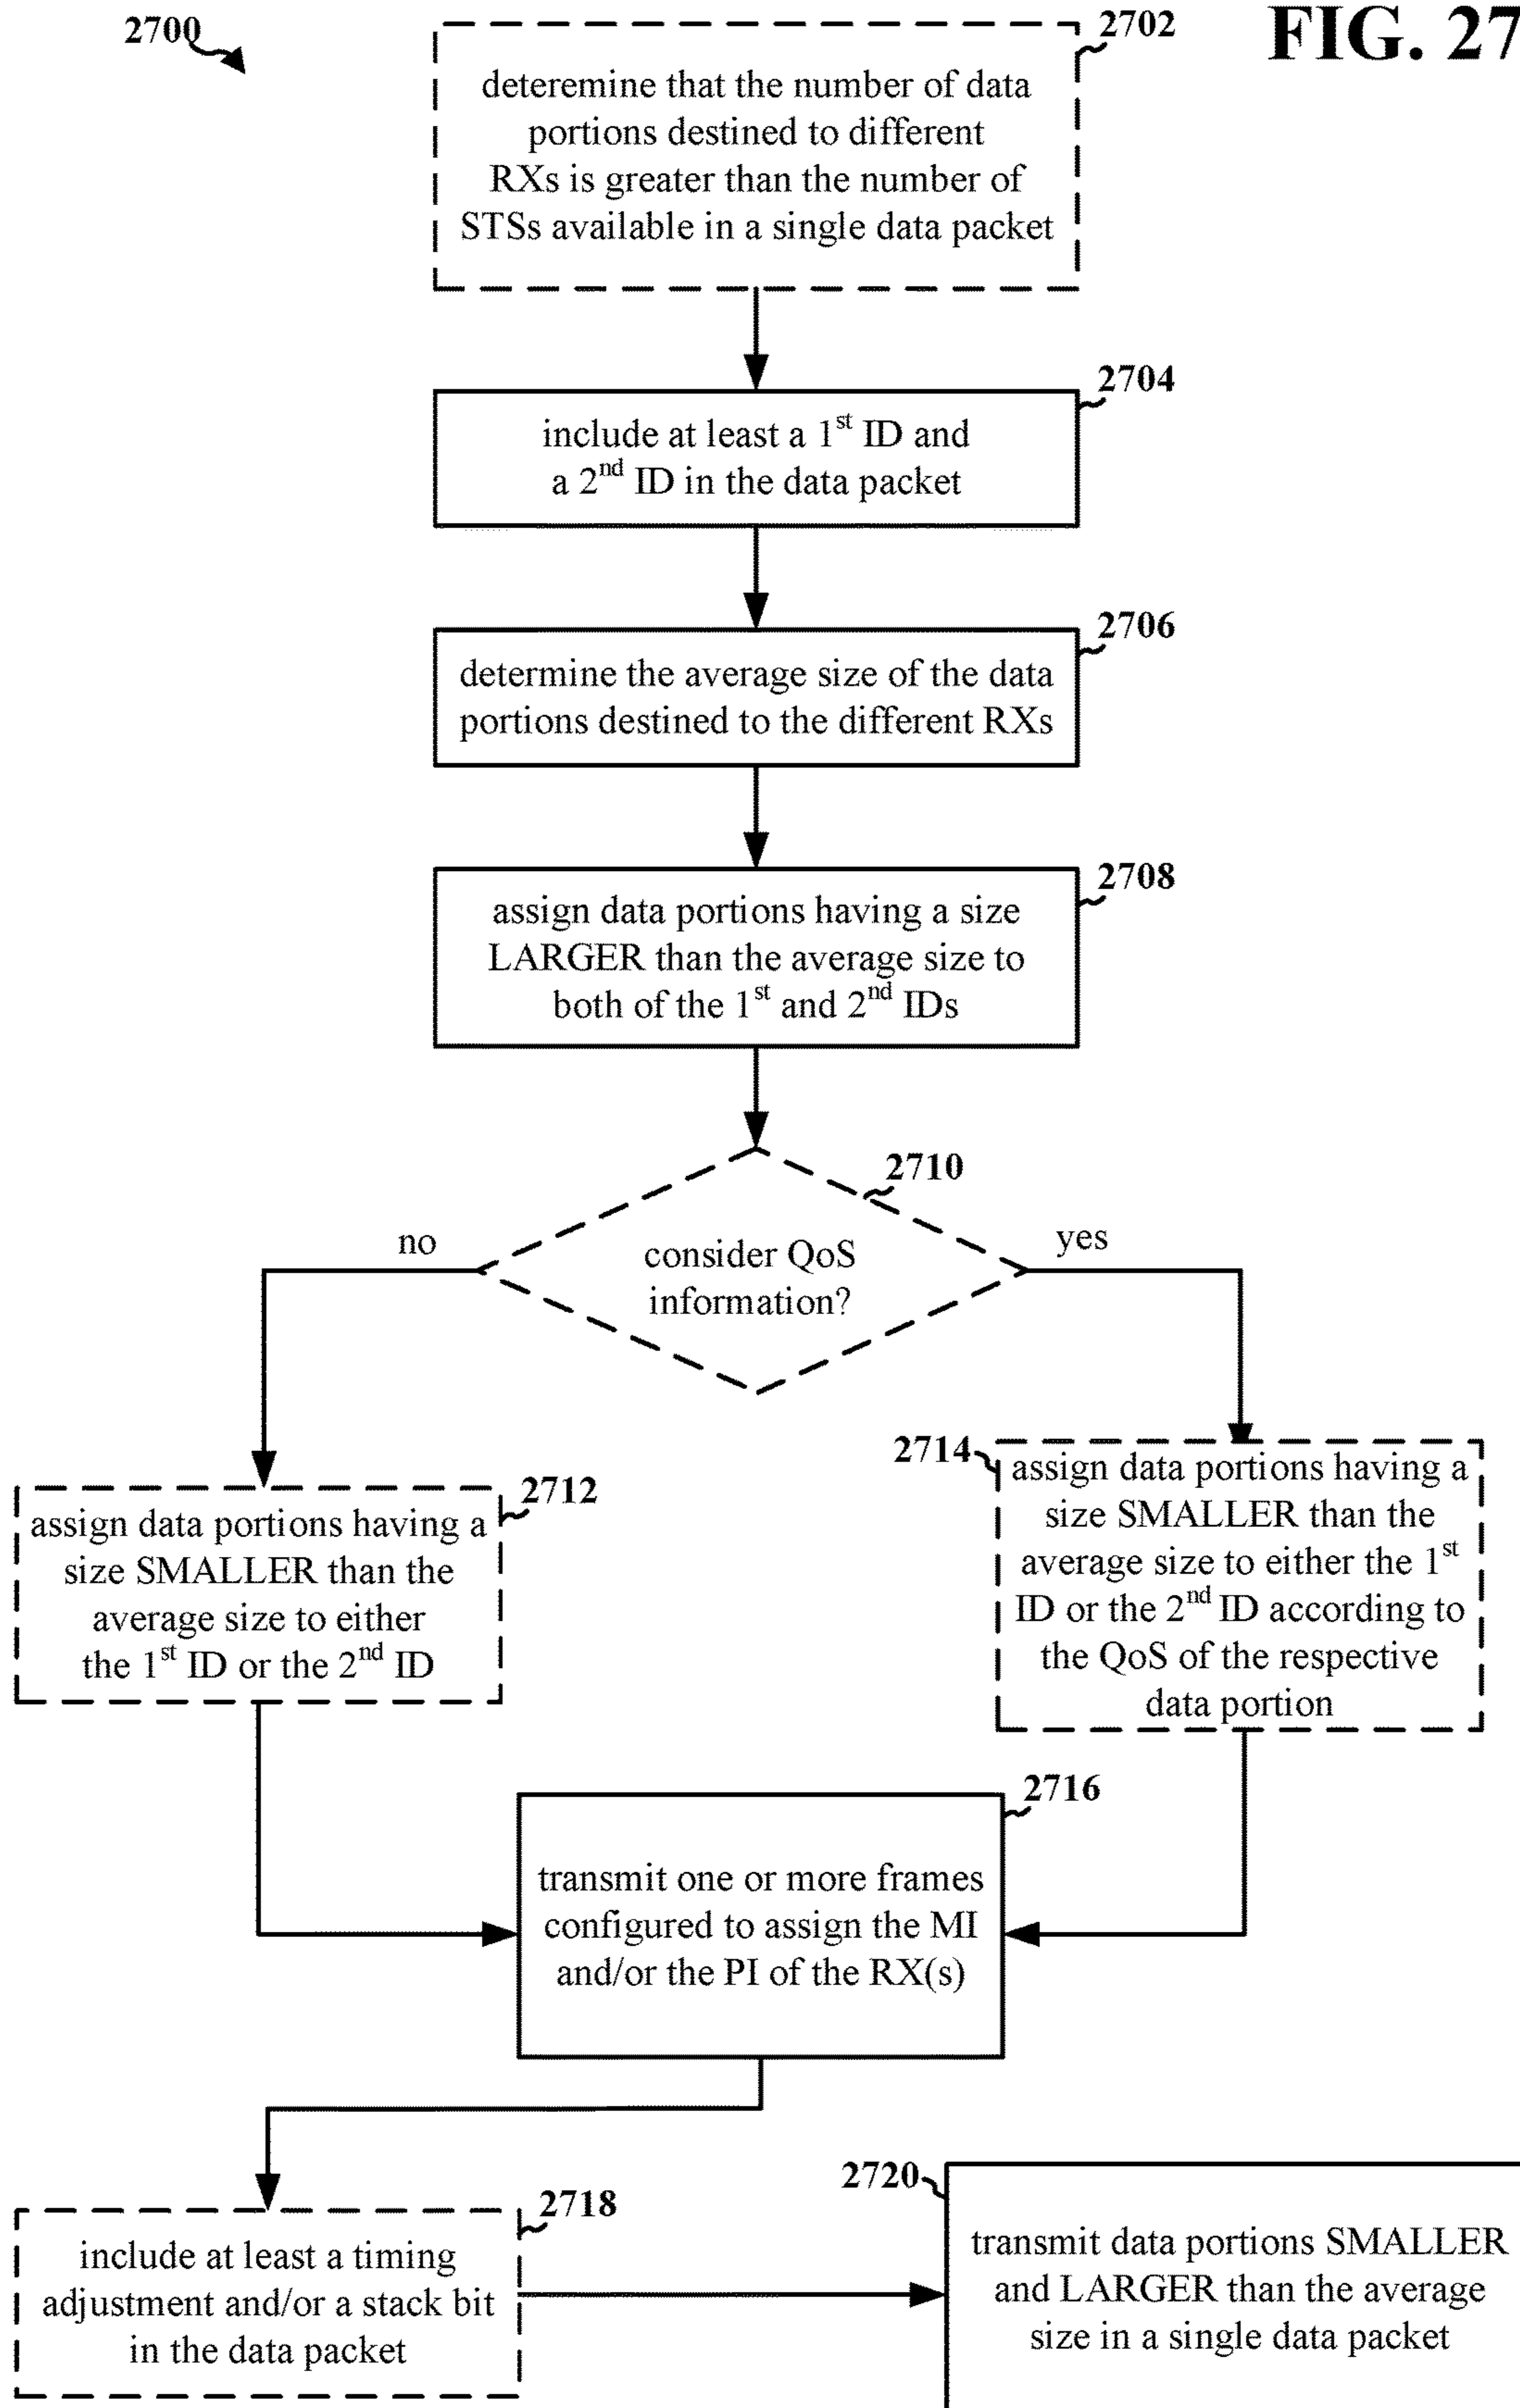 2700
2702
FIG. 27
deteremine that the number of data
portions destined to different
RXs is greater than the number of
STSs available in a single data packet
2704
include at least a 1st ID and
a 2nd ID in the data packet
2706
determine the average size of the data
portions destined to the different RXs
2708
assign data portions having a size
LARGER than the average size to
both of the 1st and 2nd IDs
2710
no
yes
consider QoS
information?
2712
assign data portions having a
size SMALLER than the
average size to either
the 1st ID or the 2nd ID
2714
assign data portions having a
size SMALLER than the
average size to either the 1st
ID or the 2nd ID according to
the QoS of the respective
data portion
2716
transmit one or more frames
configured to assign the MI
and/or the PI of the RX(s)
2718
include at least a timing
adjustment and/or a stack bit
in the data packet
2720
transmit data portions SMALLER
and LARGER than the average
size in a single data packet